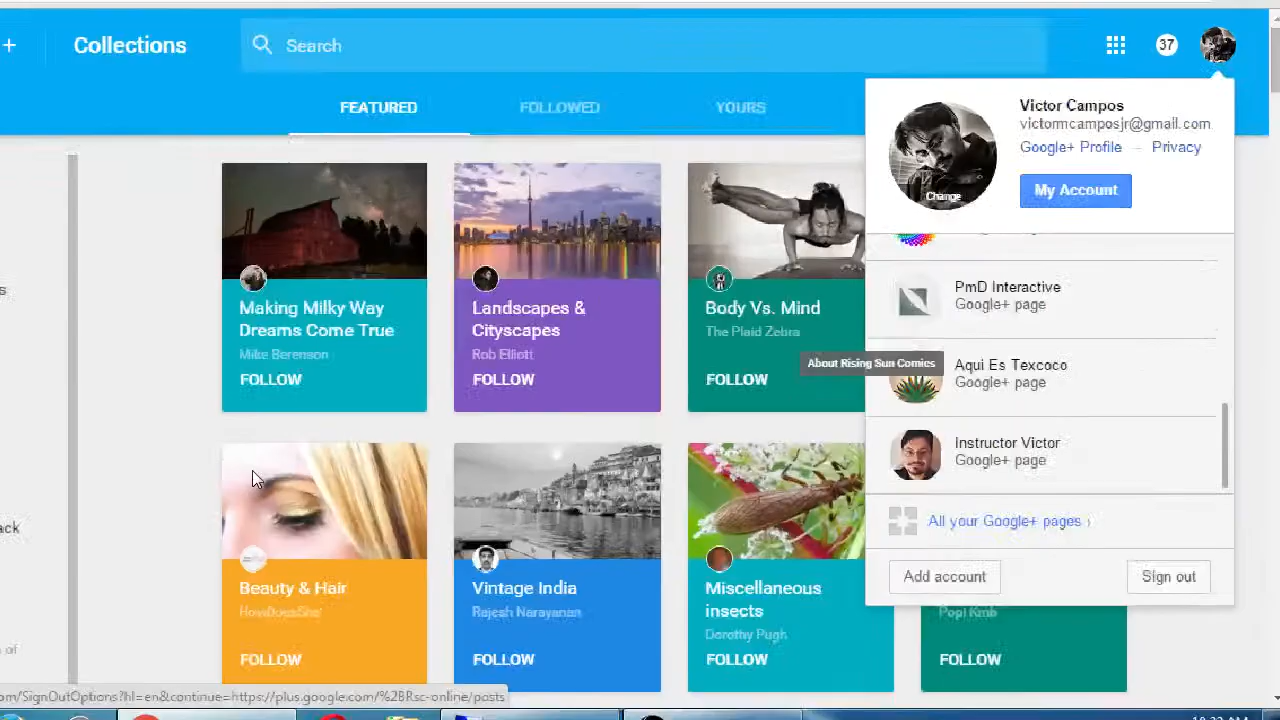 +
Collections
Search
37
FEATURED
FOLLOWED
YOURS
Victor Campos
victormcamposjr@gmail.com
Google+ Profile – Privacy
Change
My Account
PmD Interactive
Google+ page
About Rising Sun Comics
Aqui Es Texcoco
Google+ page
Instructor Victor
Google+ page
All your Google+ pages ›
Add account
Sign out
Making Milky Way
Dreams Come True
Mike Berenson
FOLLOW
Landscapes &
Cityscapes
Rob Elliott
FOLLOW
Body Vs. Mind
The Plaid Zebra
FOLLOW
s
ack
of
Beauty & Hair
HowDoesShe
FOLLOW
Vintage India
Rajesh Narayanan
FOLLOW
Miscellaneous
insects
Dorothy Pugh
FOLLOW
FOLLOW
om/SignOutOptions?hl=en&continue=https://plus.google.com/%2BRsc-online/posts